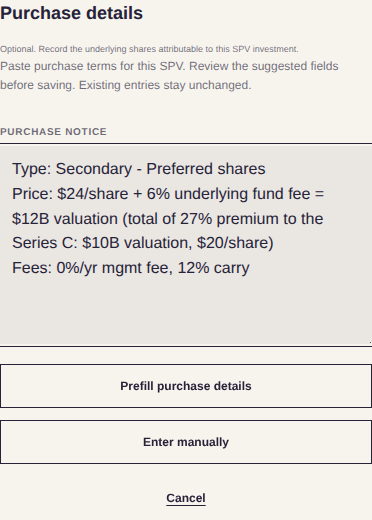 Purchase details
Optional. Record the underlying shares attributable to this SPV investment.
Paste purchase terms for this SPV. Review the suggested fields
before saving. Existing entries stay unchanged.
PURCHASE NOTICE
Type: Secondary - Preferred shares
Price: $24/share + 6% underlying fund fee =
$12B valuation (total of 27% premium to the
Series C: $10B valuation, $20/share)
Fees: 0%/yr mgmt fee, 12% carry
Prefill purchase details
Enter manually
Cancel